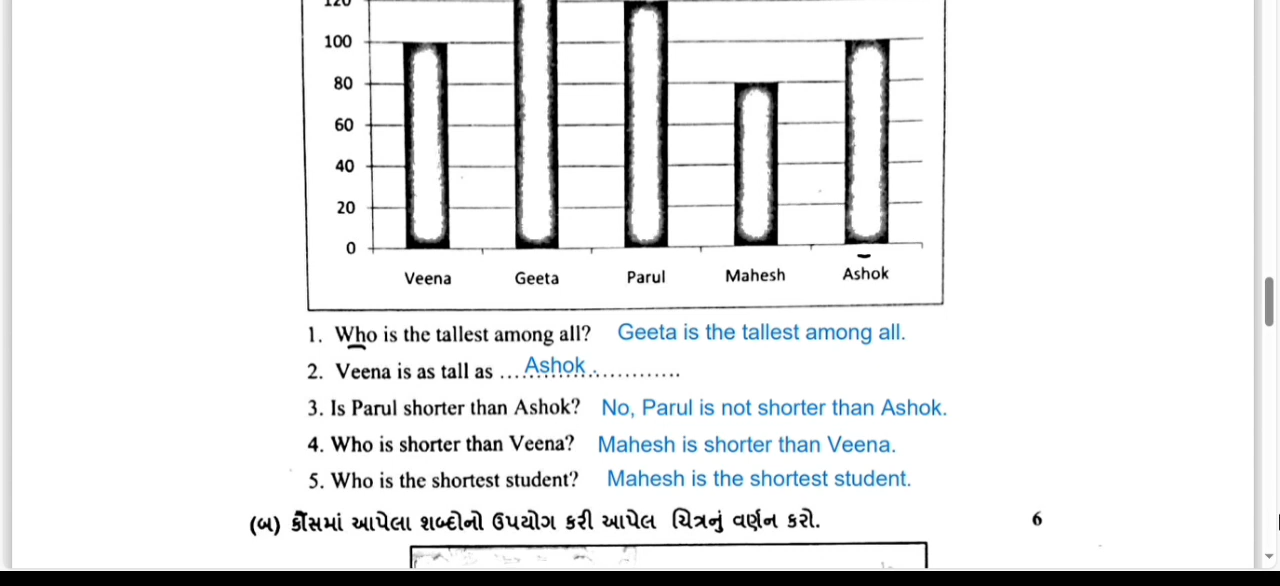 120
100
80
60
40
20
0
Veena Geeta Parul Mahesh Ashok
1. Who is the tallest among all? Geeta is the tallest among all.
2. Veena is as tall as ....Ashok...............
3. Is Parul shorter than Ashok? No, Parul is not shorter than Ashok.
4. Who is shorter than Veena? Mahesh is shorter than Veena.
5. Who is the shortest student? Mahesh is the shortest student.
(બ) કૌંસમાં આપેલા શબ્દોનો ઉપયોગ કરી આપેલ ચિત્રનું વર્ણન કરો. 6